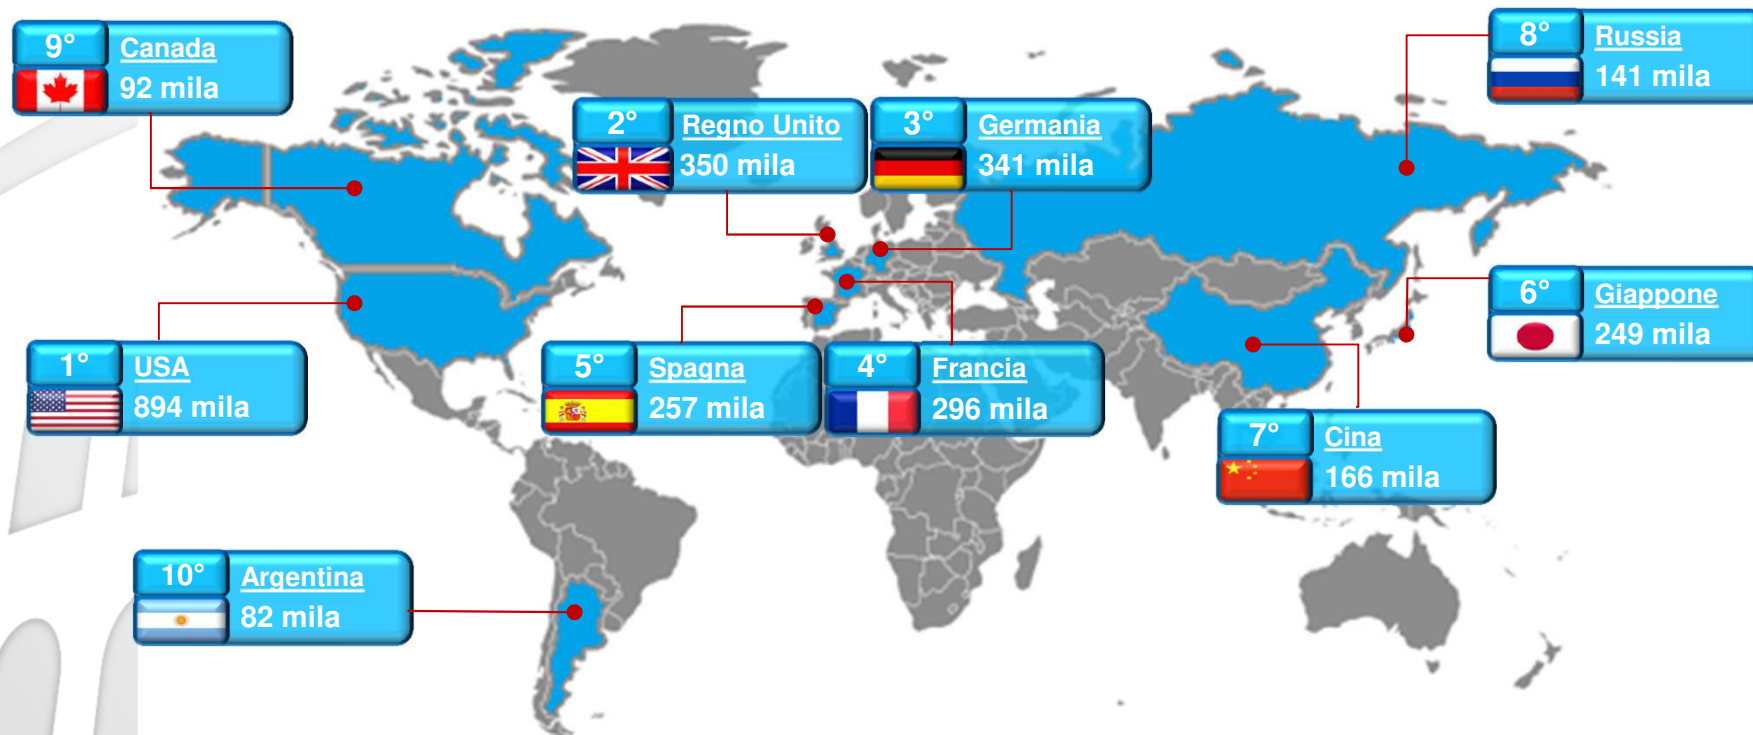 9°
Canada
92 mila
8°
Russia
141 mila
2°
Regno Unito
350 mila
3°
Germania
341 mila
6°
Giappone
249 mila
1°
USA
894 mila
5°
Spagna
257 mila
4°
Francia
296 mila
7°
Cina
166 mila
10°
Argentina
82 mila